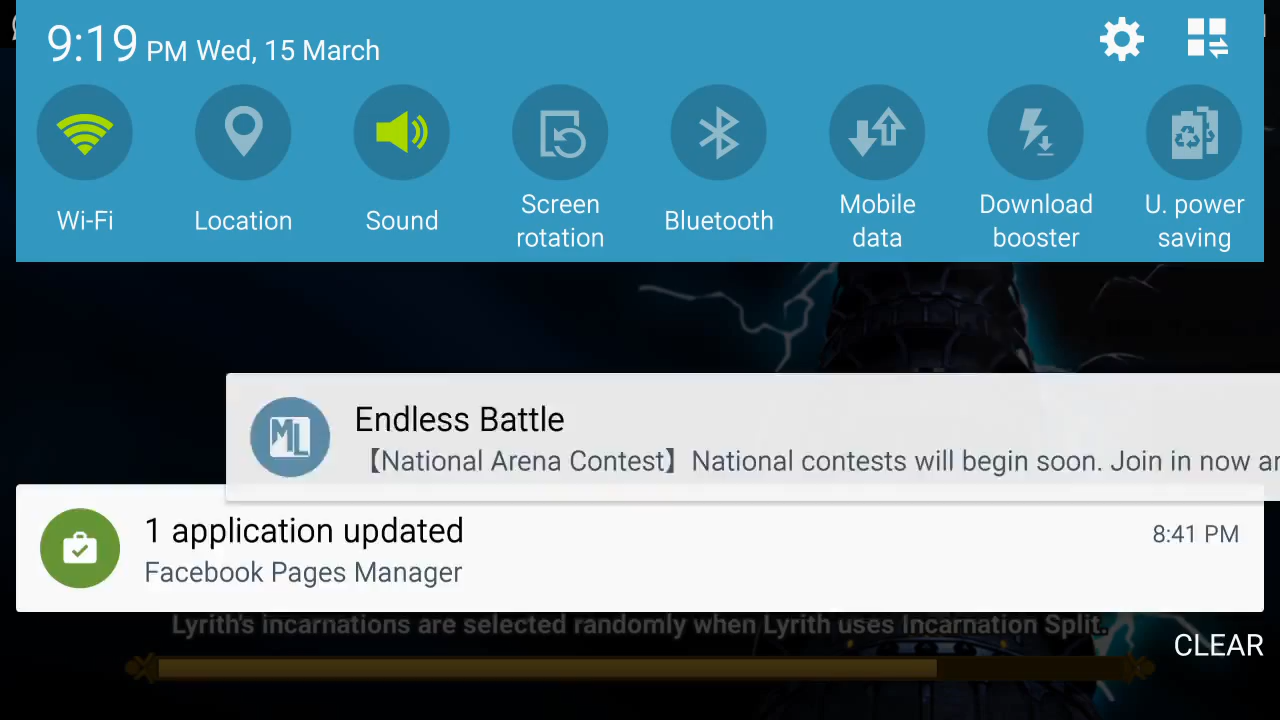 9:19 PM Wed, 15 March
Wi-Fi
Location
Sound
Screen rotation
Bluetooth
Mobile data
Download booster
U. power saving
ML
Endless Battle
【National Arena Contest】National contests will begin soon. Join in now
1 application updated
8:41 PM
Facebook Pages Manager
Lyrith's incarnations are selected randomly when Lyrith uses Incarnation Split.
CLEAR